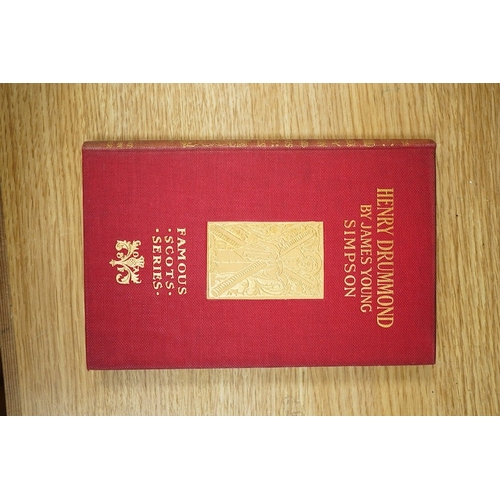 HENRY DRUMMOND
BY JAMES YOUNG
SIMPSON
FAMOUS
·SCOTS·
·SERIES·